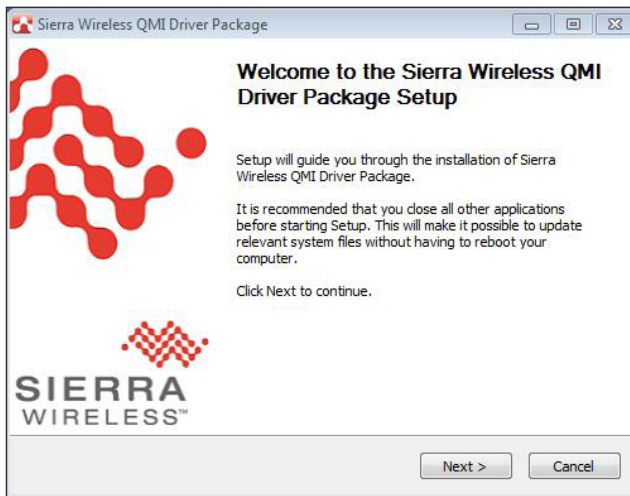 Sierra Wireless QMI Driver Package
Welcome to the Sierra Wireless QMI
Driver Package Setup
Setup will guide you through the installation of Sierra
Wireless QMI Driver Package.
It is recommended that you close all other applications
before starting Setup. This will make it possible to update
relevant system files without having to reboot your
computer.
Click Next to continue.
SIERRA
WIRELESS™
Next >
Cancel